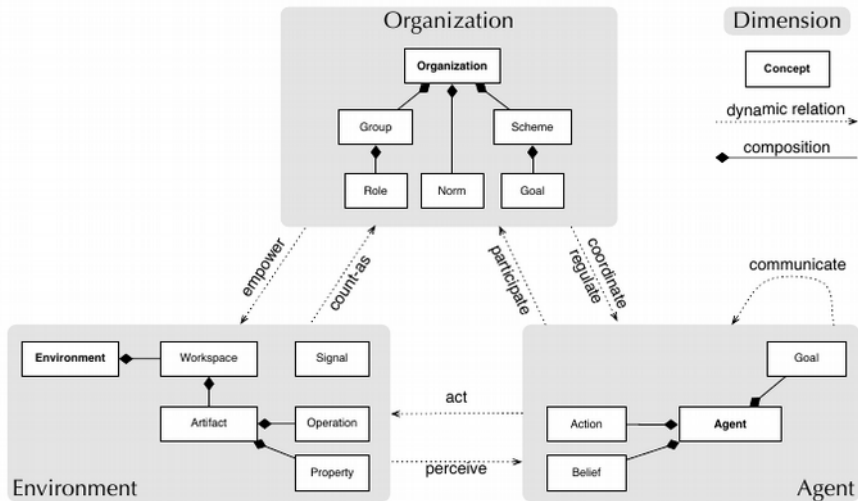 Organization
Dimension
Organization
Concept
dynamic relation
Group
Scheme
composition
Role
Norm
Goal
empower
count-as
participate
coordinate
regulate
communicate
Environment
Workspace
Signal
Goal
act
Artifact
Operation
Action
Agent
perceive
Property
Belief
Environment
Agent